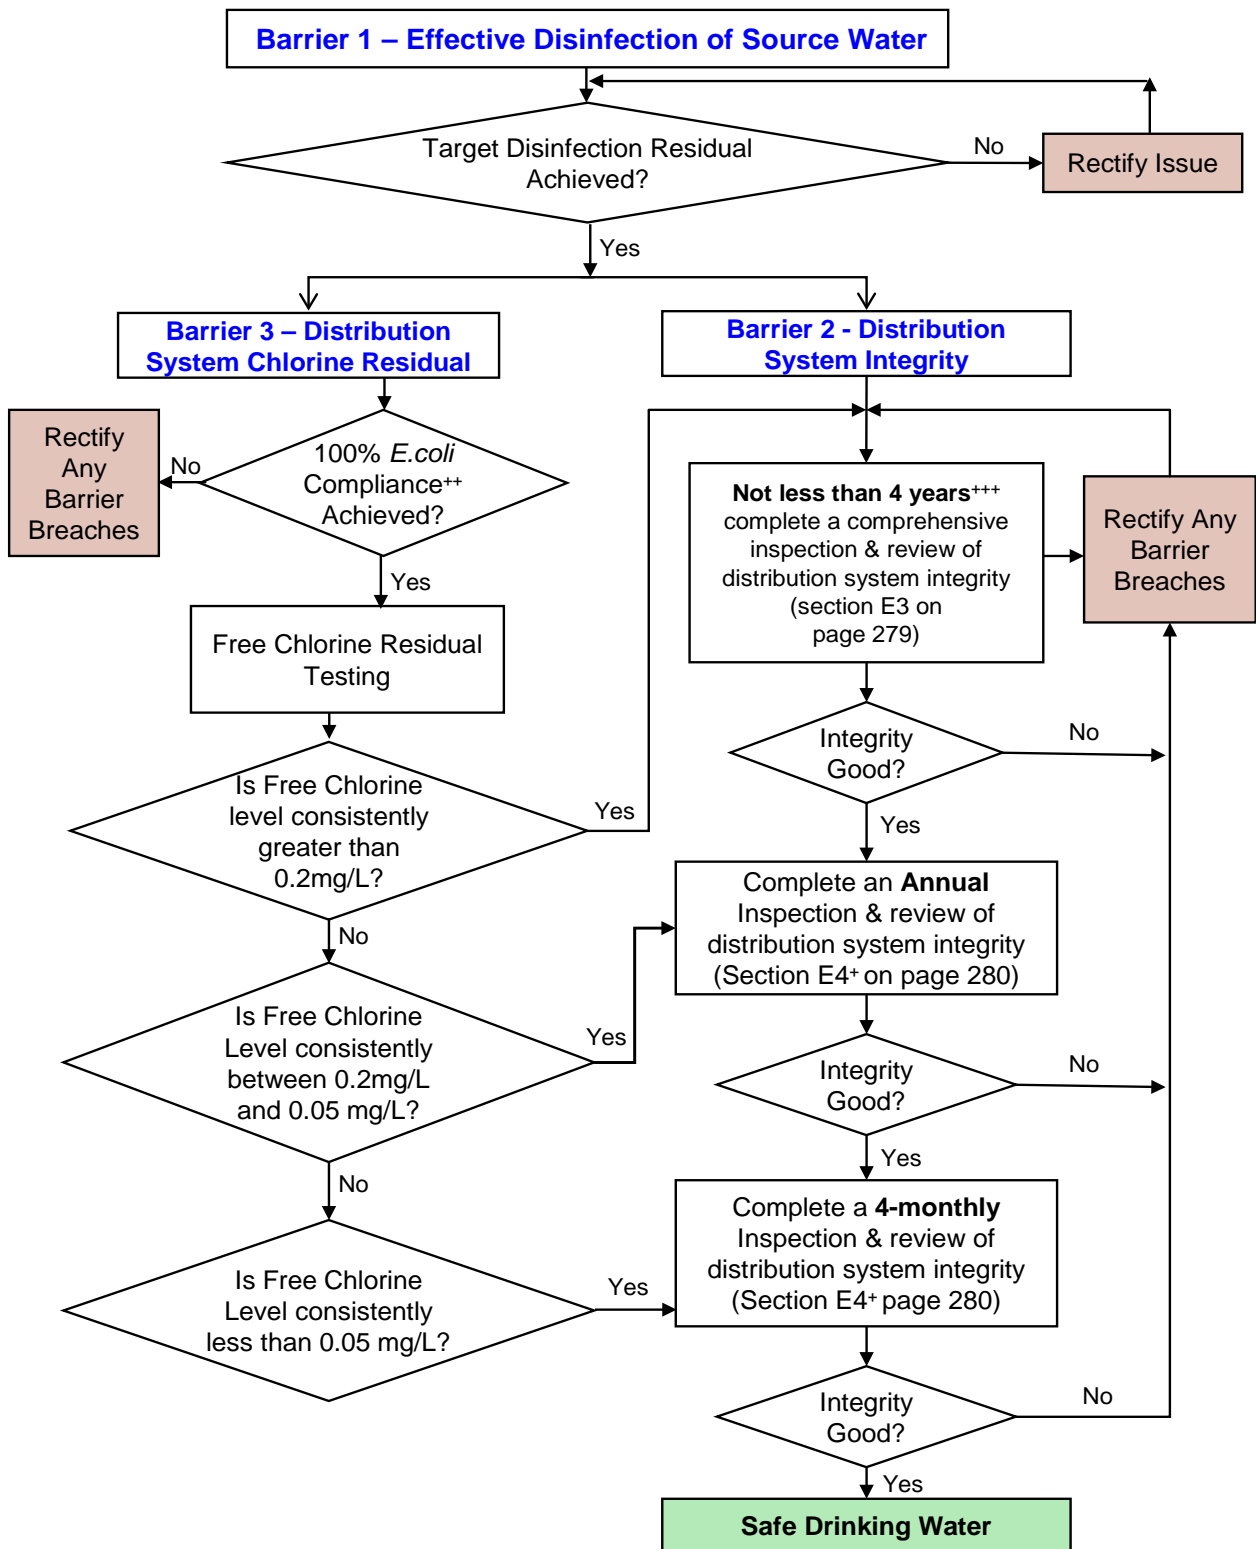 Barrier 1 – Effective Disinfection of Source Water
Target Disinfection Residual
Achieved?
No
Rectify Issue
Yes
Barrier 3 – Distribution
System Chlorine Residual
Barrier 2 - Distribution
System Integrity
Rectify
Any
Barrier
Breaches
No
100% E.coli
Compliance++
Achieved?
Yes
Free Chlorine Residual
Testing
Is Free Chlorine
level consistently
greater than
0.2mg/L?
Yes
No
Is Free Chlorine
Level consistently
between 0.2mg/L
and 0.05 mg/L?
Yes
No
Is Free Chlorine
Level consistently
less than 0.05 mg/L?
Yes
Not less than 4 years+++
complete a comprehensive
inspection & review of
distribution system integrity
(section E3 on
page 279)
Rectify Any
Barrier
Breaches
Integrity
Good?
No
Yes
Complete an Annual
Inspection & review of
distribution system integrity
(Section E4+ on page 280)
Integrity
Good?
No
Yes
Complete a 4-monthly
Inspection & review of
distribution system integrity
(Section E4+ page 280)
Integrity
Good?
No
Yes
Safe Drinking Water